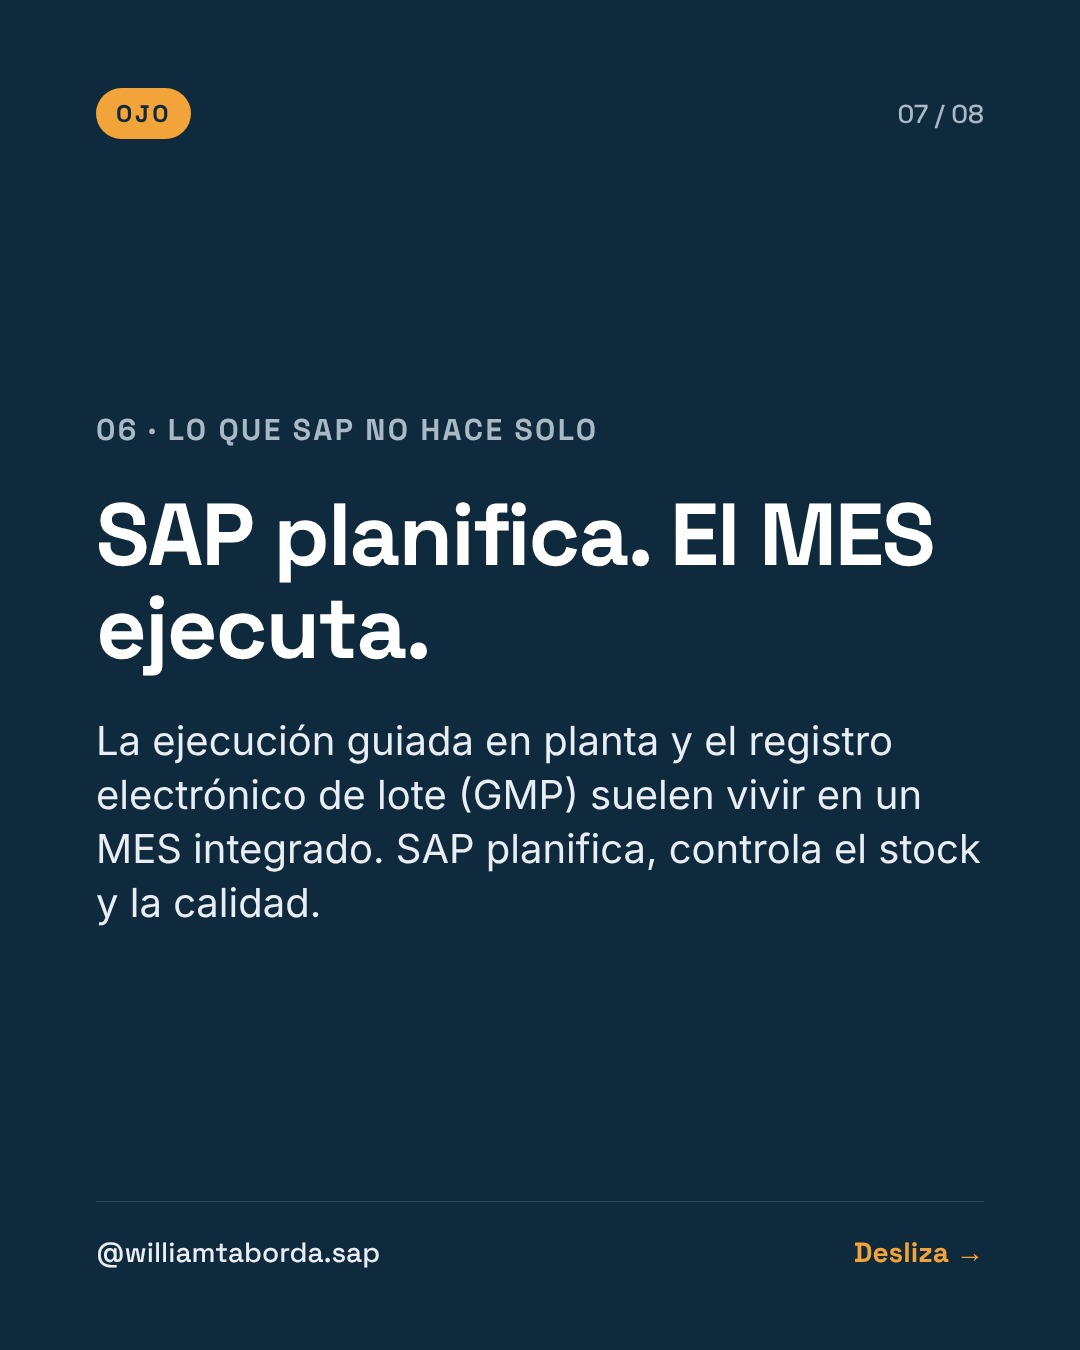 OJO
07 / 08
06 · LO QUE SAP NO HACE SOLO
SAP planifica. El MES
ejecuta.
La ejecución guiada en planta y el registro
electrónico de lote (GMP) suelen vivir en un
MES integrado. SAP planifica, controla el stock
y la calidad.
@williamtaborda.sap
Desliza →